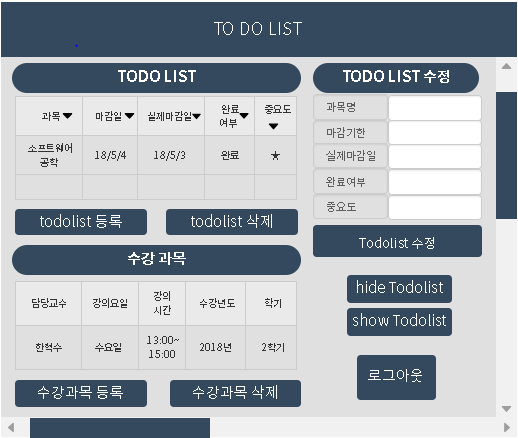 TO DO LIST
TODO LIST
과목 마감일 실제마감일 완료 여부 중요도
소프트웨어 공학 18/5/4 18/5/3 완료 ★
todolist 등록 todolist 삭제
수강 과목
담당교수 강의요일 강의 시간 수강년도 학기
한혁수 수요일 13:00~ 15:00 2018년 2학기
수강과목 등록 수강과목 삭제
TODO LIST 수정
과목명
마감기한
실제마감일
완료여부
중요도
Todolist 수정
hide Todolist
show Todolist
로그아웃